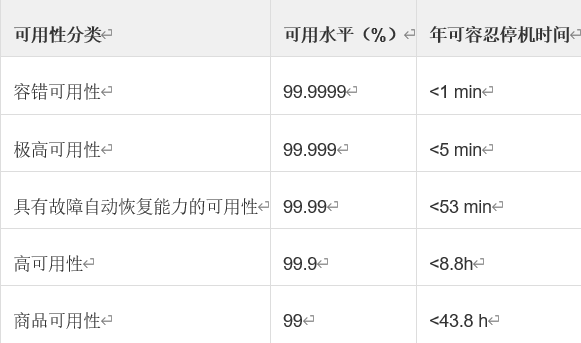 可用性分类 可用水平（%） 年可容忍停机时间
容错可用性 99.9999 <1 min
极高可用性 99.999 <5 min
具有故障自动恢复能力的可用性 99.99 <53 min
高可用性 99.9 <8.8h
商品可用性 99 <43.8 h